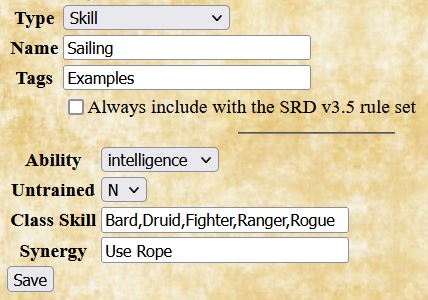 Type Skill
Name Sailing
Tags Examples
Always include with the SRD v3.5 rule set
Ability intelligence
Untrained N
Class Skill Bard,Druid,Fighter,Ranger,Rogue
Synergy Use Rope
Save